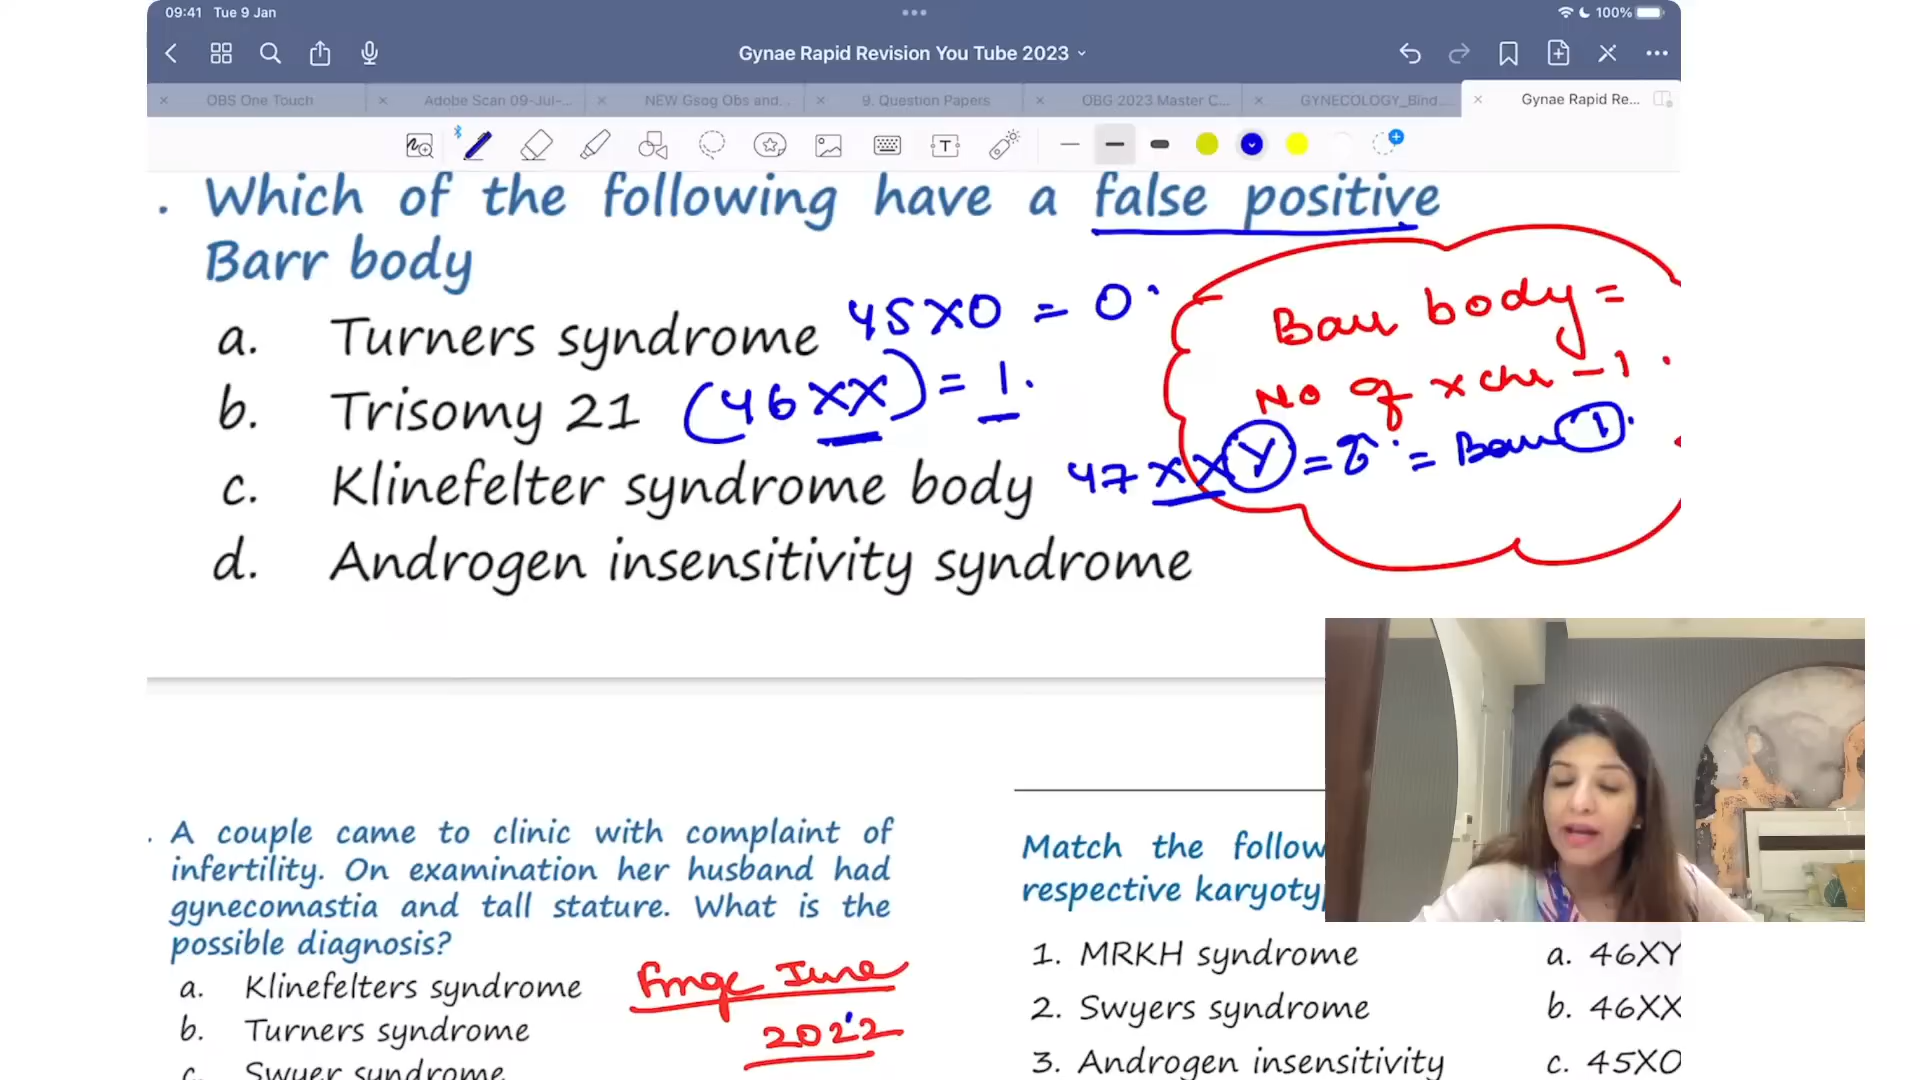 09:41 Tue 9 Jan
100%
Gynae Rapid Revision You Tube 2023
OBS One Touch
Adobe Scan 09-Jul-...
NEW Gsog Obs and...
9. Question Papers
OBG 2023 Master C...
GYNECOLOGY_Bind...
Gynae Rapid Re...
. Which of the following have a false positive
Barr body
a. Turners syndrome 45XO = 0
b. Trisomy 21 (46XX) = 1.
c. Klinefelter syndrome body
d. Androgen insensitivity syndrome
Barr body =
No of x chr -1
47XXY = = Barr 1
. A couple came to clinic with complaint of
infertility. On examination her husband had
gynecomastia and tall stature. What is the
possible diagnosis?
a. Klinefelters syndrome
b. Turners syndrome
c. Swyer syndrome
Fmge June
2022
Match the follow
respective karyoty
1. MRKH syndrome a. 46XY
2. Swyers syndrome b. 46XX
3. Androgen insensitivity c. 45XO